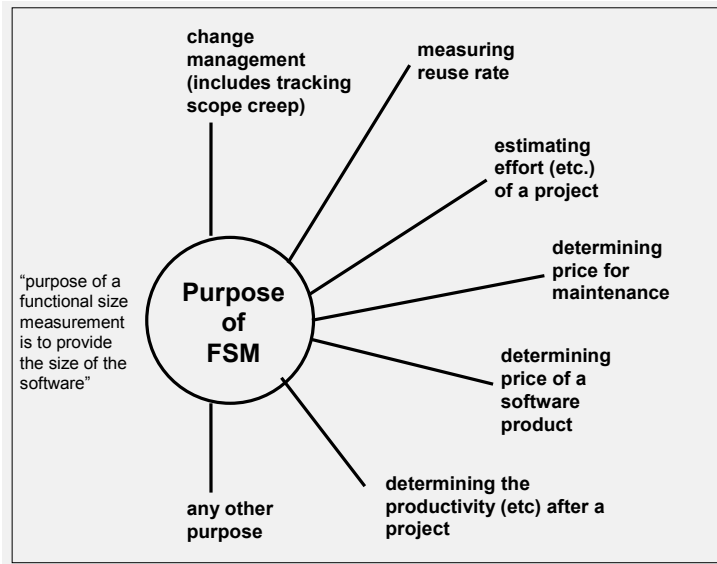 change
management
(includes tracking
scope creep)
measuring
reuse rate
estimating
effort (etc.)
of a project
determining
price for
maintenance
determining
price of a
software
product
determining the
productivity (etc) after a
project
any other
purpose
“purpose of a
functional size
measurement
is to provide
the size of the
software”
Purpose
of
FSM